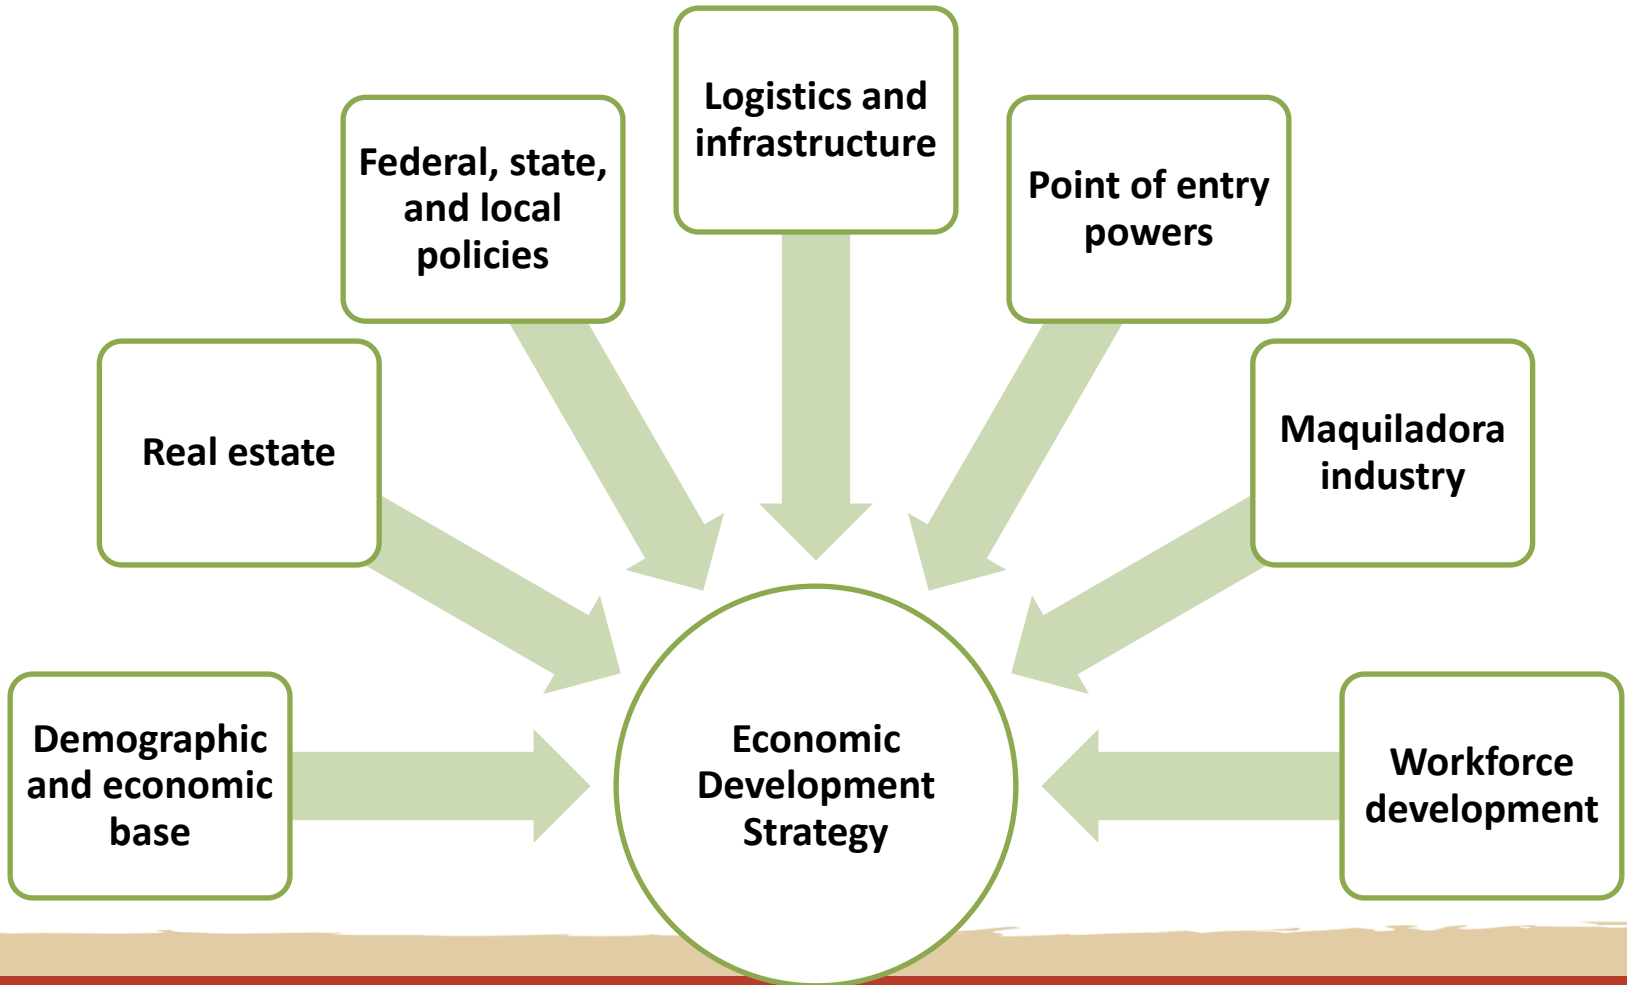 Logistics and
infrastructure
Federal, state,
and local
policies
Point of entry
powers
Real estate
Maquiladora
industry
Demographic
and economic
base
Economic
Development
Strategy
Workforce
development